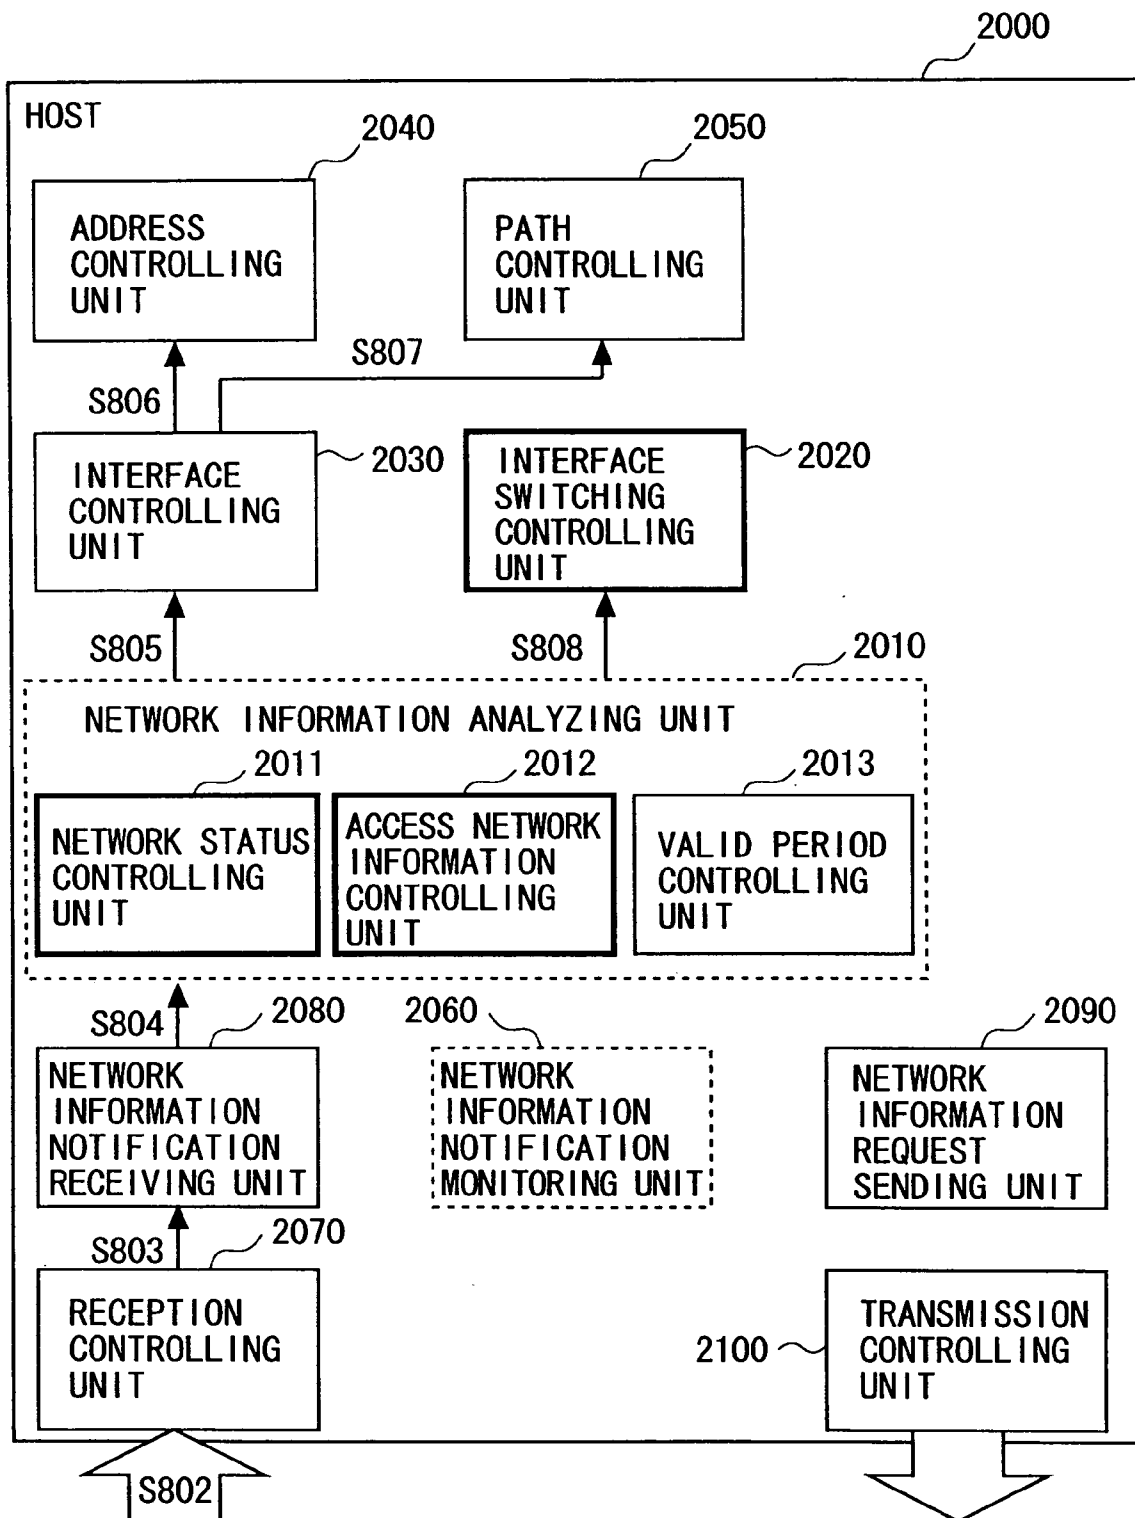 2000
HOST
2040
2050
ADDRESS
CONTROLLING
UNIT
PATH
CONTROLLING
UNIT
S807
S806
2030
2020
INTERFACE
CONTROLLING
UNIT
INTERFACE
SWITCHING
CONTROLLING
UNIT
S805
S808
2010
NETWORK INFORMATION ANALYZING UNIT
2011
2012
2013
NETWORK STATUS
CONTROLLING
UNIT
ACCESS NETWORK
INFORMATION
CONTROLLING
UNIT
VALID PERIOD
CONTROLLING
UNIT
S804
2080
2060
2090
NETWORK
INFORMATION
NOTIFICATION
RECEIVING UNIT
NETWORK
INFORMATION
NOTIFICATION
MONITORING UNIT
NETWORK
INFORMATION
REQUEST
SENDING UNIT
S803
2070
RECEPTION
CONTROLLING
UNIT
2100
TRANSMISSION
CONTROLLING
UNIT
S802